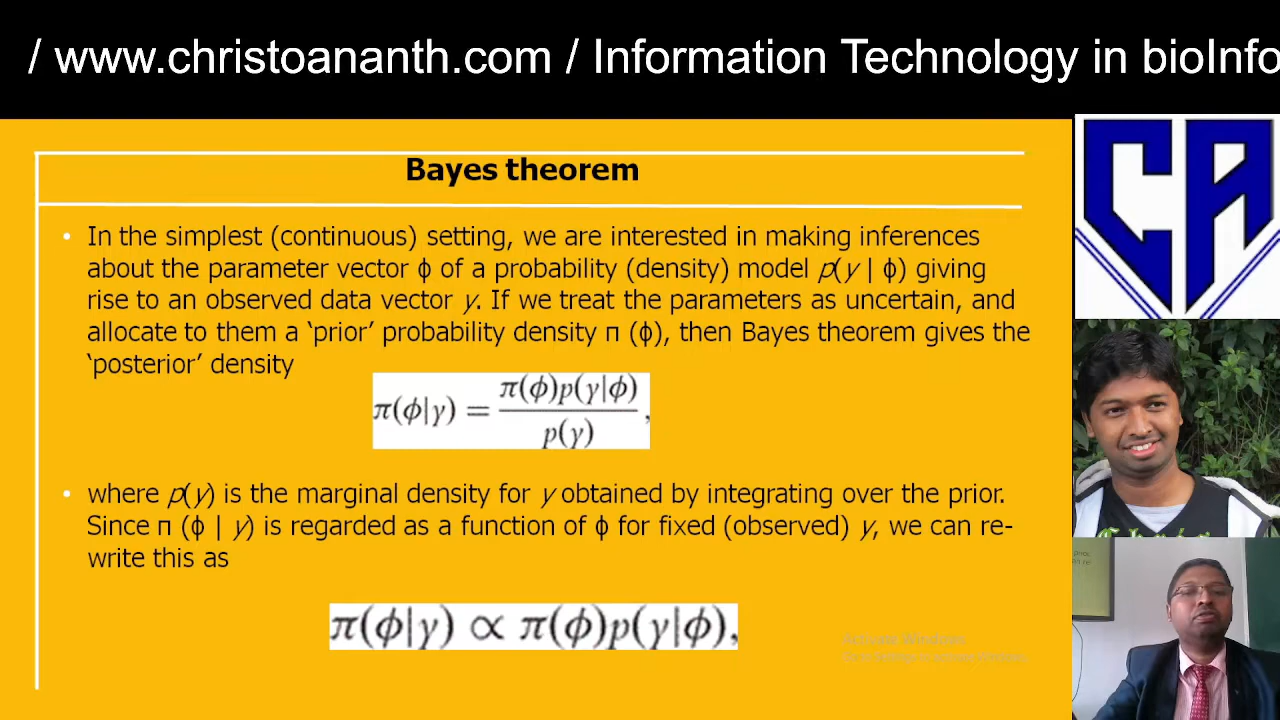 / www.christoananth.com / Information Technology in bioInfo
CA
Bayes theorem
• In the simplest (continuous) setting, we are interested in making inferences
about the parameter vector ϕ of a probability (density) model p(y | ϕ) giving
rise to an observed data vector y. If we treat the parameters as uncertain, and
allocate to them a ‘prior’ probability density π (ϕ), then Bayes theorem gives the
‘posterior’ density
π(ϕ|y) = π(ϕ)p(y|ϕ) / p(y),
• where p(y) is the marginal density for y obtained by integrating over the prior.
Since π (ϕ | y) is regarded as a function of ϕ for fixed (observed) y, we can re-
write this as
π(ϕ|y) ∝ π(ϕ)p(y|ϕ),
Activate Windows